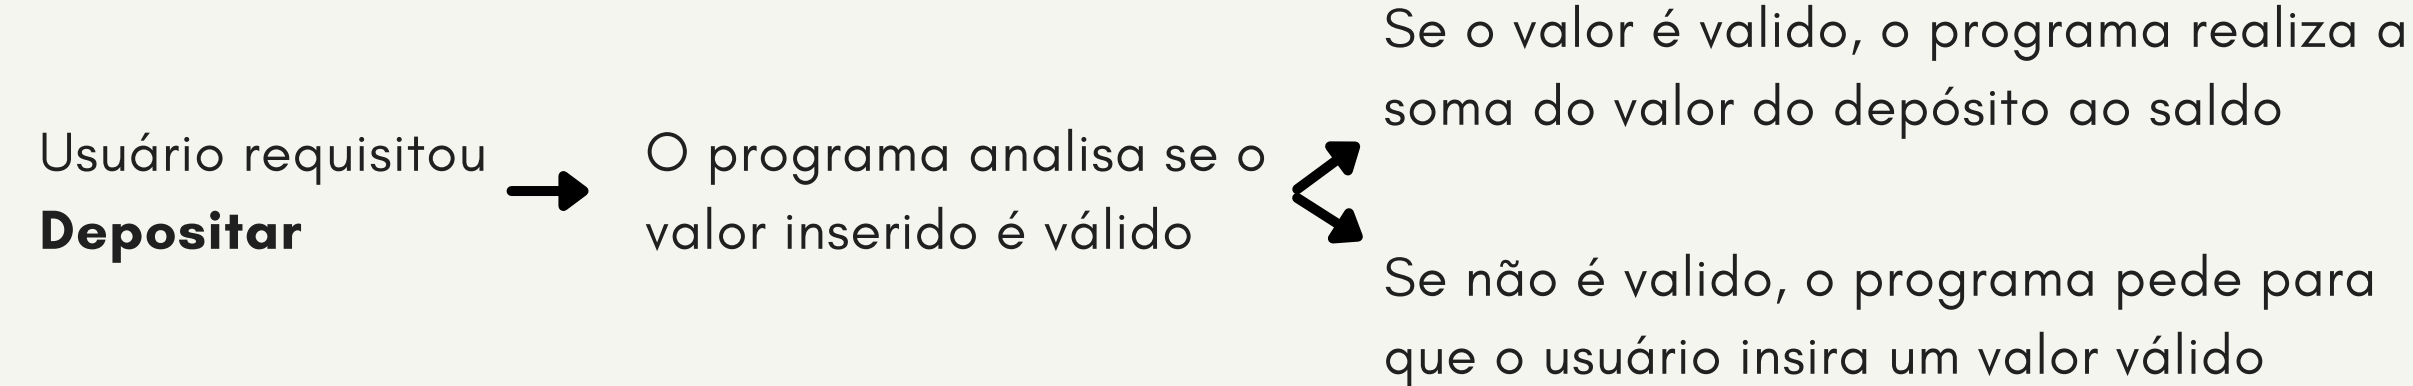 Usuário requisitou
Depositar
O programa analisa se o
valor inserido é válido
Se o valor é valido, o programa realiza a
soma do valor do depósito ao saldo
Se não é valido, o programa pede para
que o usuário insira um valor válido